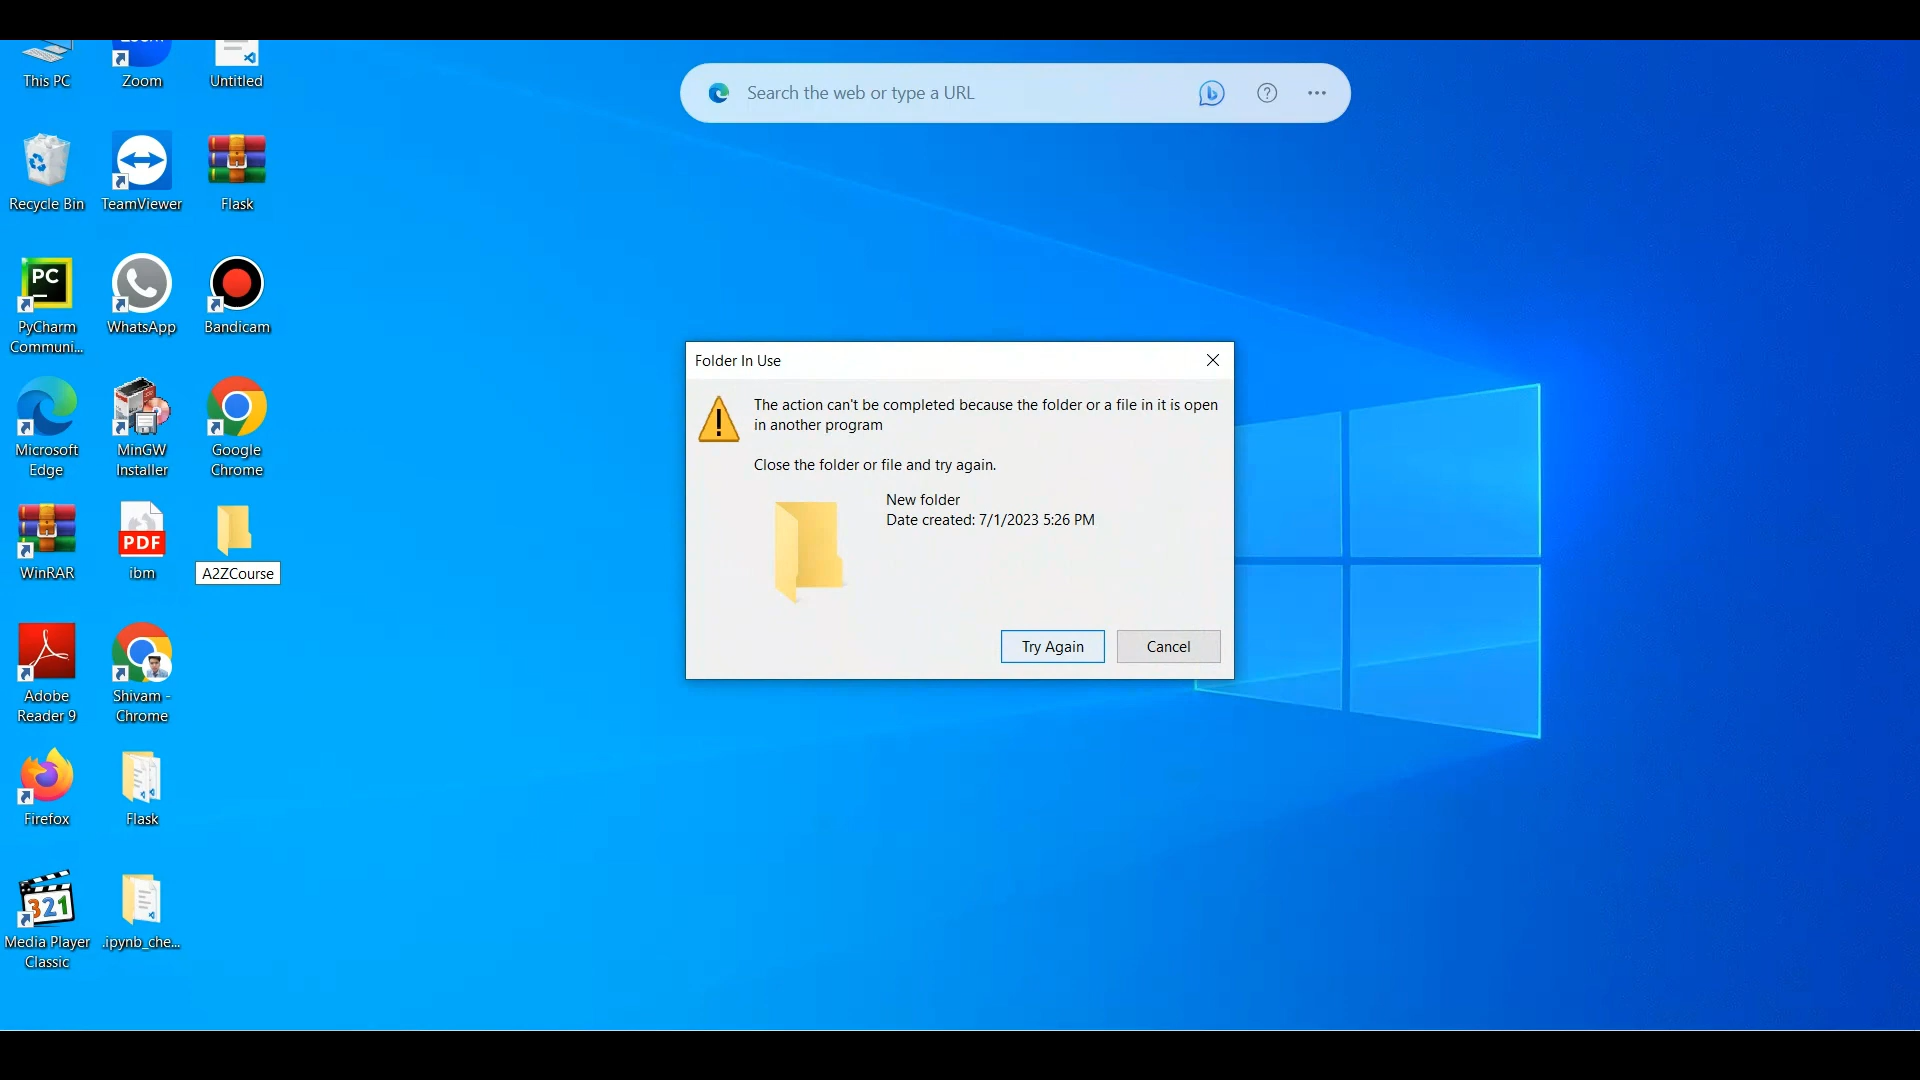 This PC
Zoom
Untitled
Search the web or type a URL
Recycle Bin
TeamViewer
Flask
PC
PyCharm
Communi...
WhatsApp
Bandicam
Folder In Use
The action can't be completed because the folder or a file in it is open
in another program
Close the folder or file and try again.
New folder
Date created: 7/1/2023 5:26 PM
Try Again
Cancel
Microsoft
Edge
MinGW
Installer
Google
Chrome
WinRAR
PDF
ibm
A2ZCourse
Adobe
Reader 9
Shivam -
Chrome
Firefox
Flask
321
Media Player
Classic
.ipynb_che...